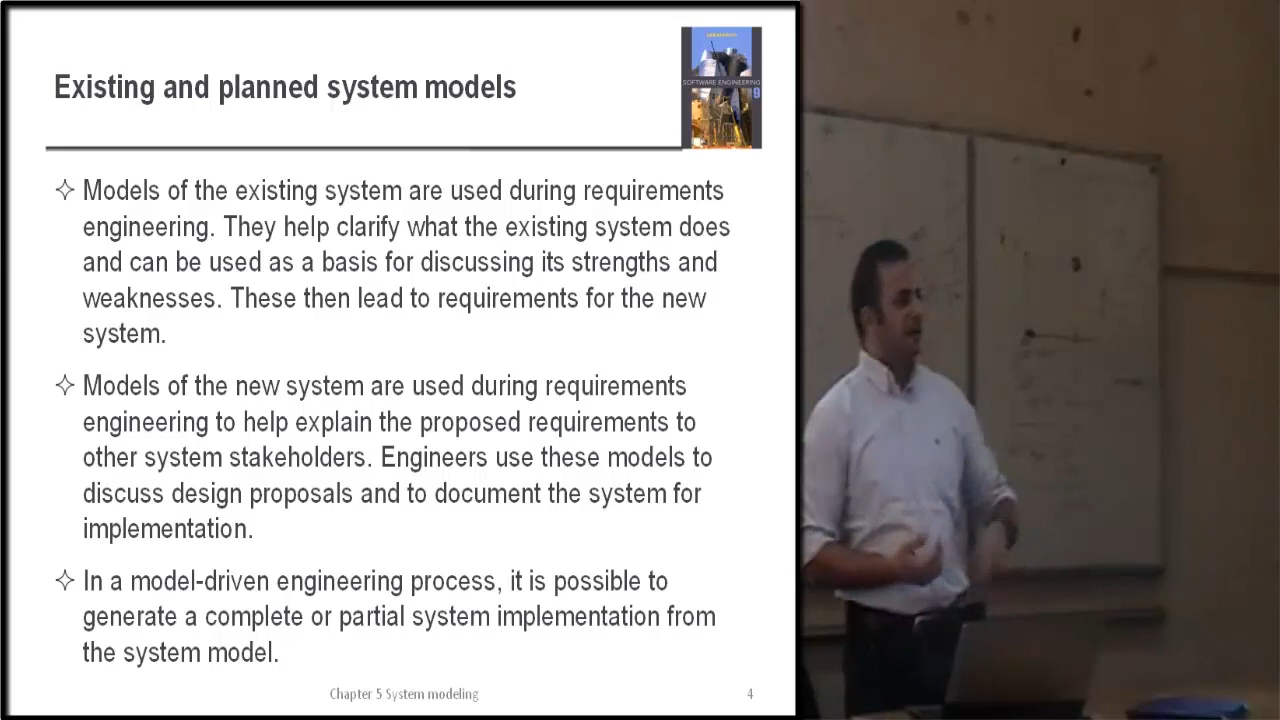 Existing and planned system models
SOFTWARE ENGINEERING
9
✧ Models of the existing system are used during requirements
engineering. They help clarify what the existing system does
and can be used as a basis for discussing its strengths and
weaknesses. These then lead to requirements for the new
system.
✧ Models of the new system are used during requirements
engineering to help explain the proposed requirements to
other system stakeholders. Engineers use these models to
discuss design proposals and to document the system for
implementation.
✧ In a model-driven engineering process, it is possible to
generate a complete or partial system implementation from
the system model.
Chapter 5 System modeling
4